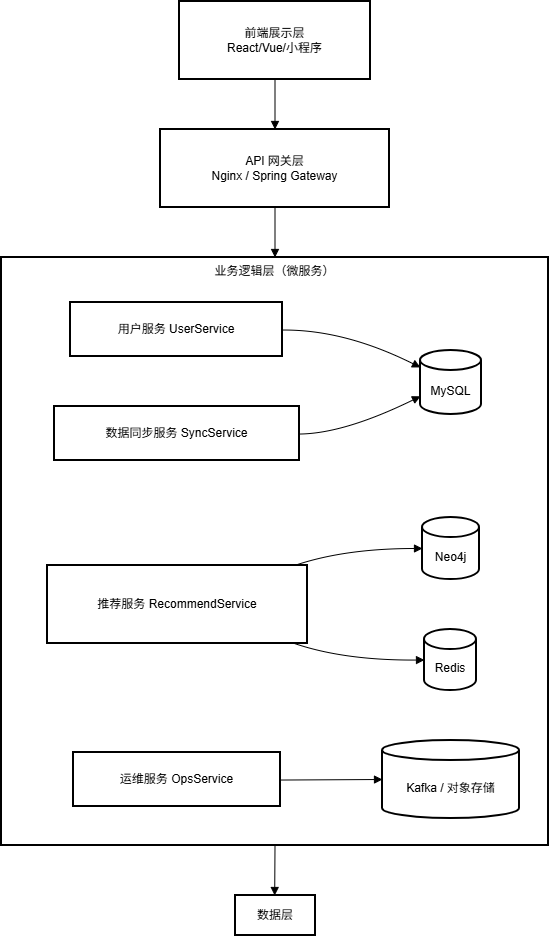 前端展示层
React/Vue/小程序
API 网关层
Nginx / Spring Gateway
业务逻辑层（微服务）
用户服务 UserService
MySQL
数据同步服务 SyncService
Neo4j
推荐服务 RecommendService
Redis
运维服务 OpsService
Kafka / 对象存储
数据层